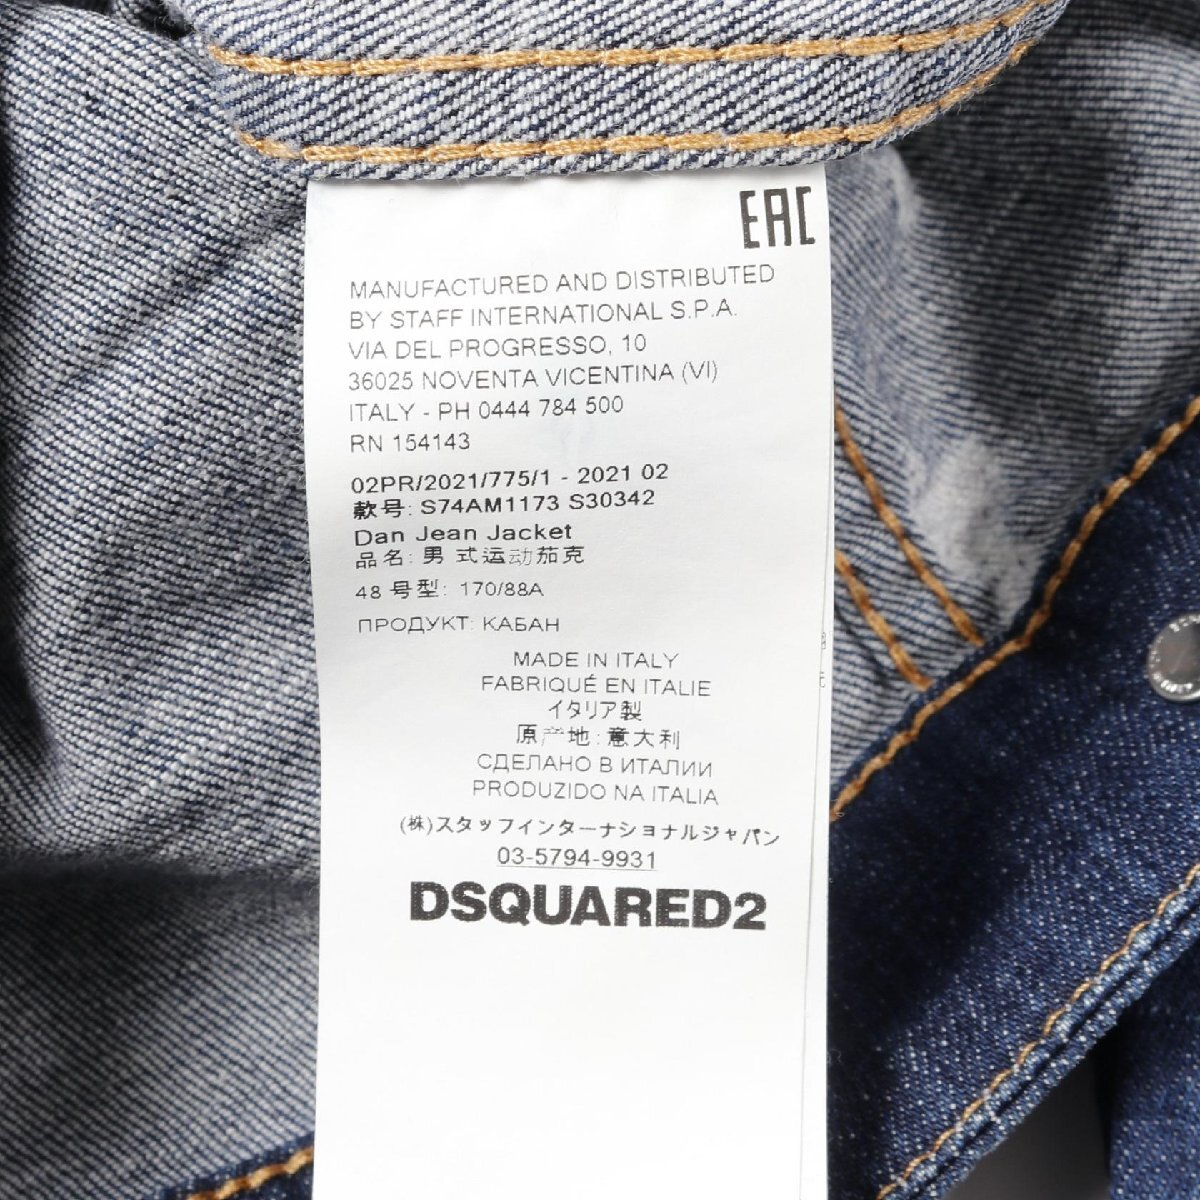 EAC
MANUFACTURED AND DISTRIBUTED
BY STAFF INTERNATIONAL S.P.A.
VIA DEL PROGRESSO, 10
36025 NOVENTA VICENTINA (VI)
ITALY - PH 0444 784 500
RN 154143
02PR/2021/775/1 - 2021 02
款号: S74AM1173 S30342
Dan Jean Jacket
品名: 男 式运动茄克
48 号型: 170/88A
ПРОДУКТ: КАБАН
MADE IN ITALY
FABRIQUÉ EN ITALIE
イタリア製
原产地: 意大利
СДЕЛАНО В ИТАЛИИ
PRODUZIDO NA ITALIA
(株)スタッフインターナショナルジャパン
03-5794-9931
DSQUARED2